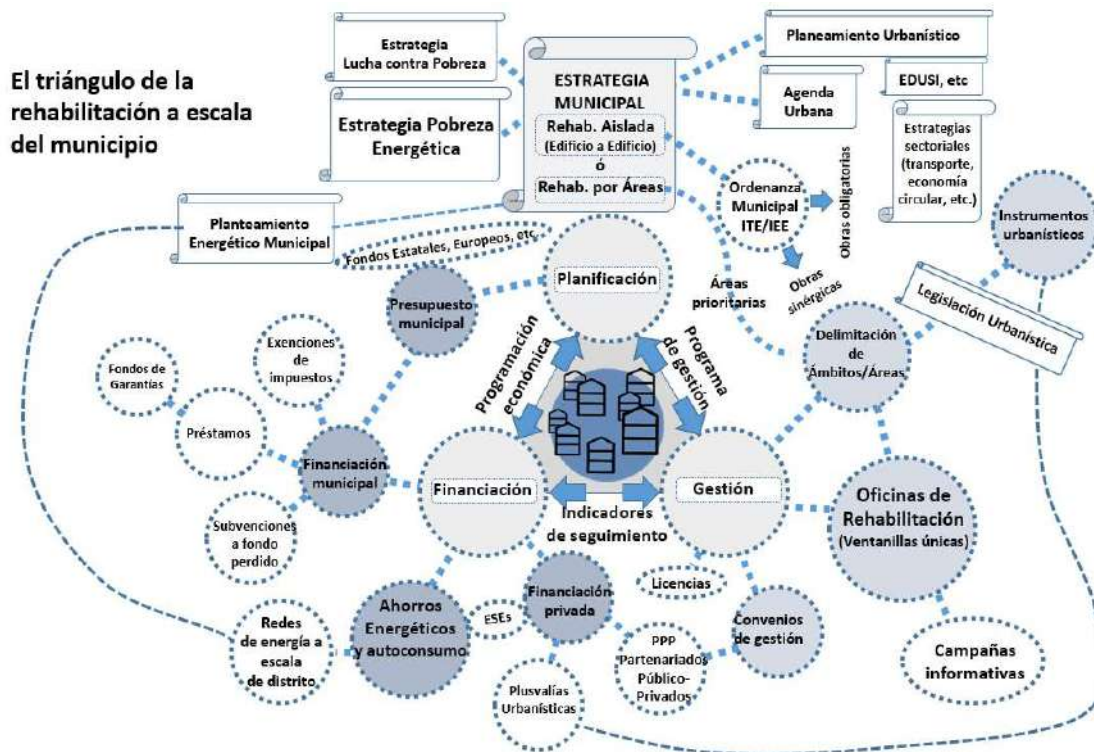 El triángulo de la
rehabilitación a escala
del municipio
Estrategia
Lucha contra Pobreza
Estrategia Pobreza
Energética
Planteamiento
Energético Municipal
ESTRATEGIA
MUNICIPAL
Rehab. Aislada
(Edificio a Edificio)
ó
Rehab. por Áreas
Planeamiento Urbanístico
Agenda
Urbana
EDUSI, etc
Estrategias
sectoriales
(transporte,
economía
circular, etc.)
Ordenanza
Municipal
ITE/IEE
Obras obligatorias
Obras
sinérgicas
Áreas
prioritarias
Instrumentos
urbanísticos
Legislación Urbanística
Delimitación
de
Ámbitos/Áreas
Fondos Estatales, Europeos, etc.
Presupuesto
municipal
Planificación
Programación
económica
Programa
de gestión
Exenciones
de
impuestos
Fondos de
Garantías
Préstamos
Financiación
municipal
Subvenciones
a fondo
perdido
Financiación
Gestión
Indicadores
de seguimiento
Oficinas de
Rehabilitación
(Ventanillas únicas)
Licencias
Financiación
privada
ESEs
Ahorros
Energéticos
y autoconsumo
Redes
de energía a
escala
de distrito
Plusvalías
Urbanísticas
PPP
Partenariados
Público-
Privados
Convenios
de gestión
Campañas
informativas